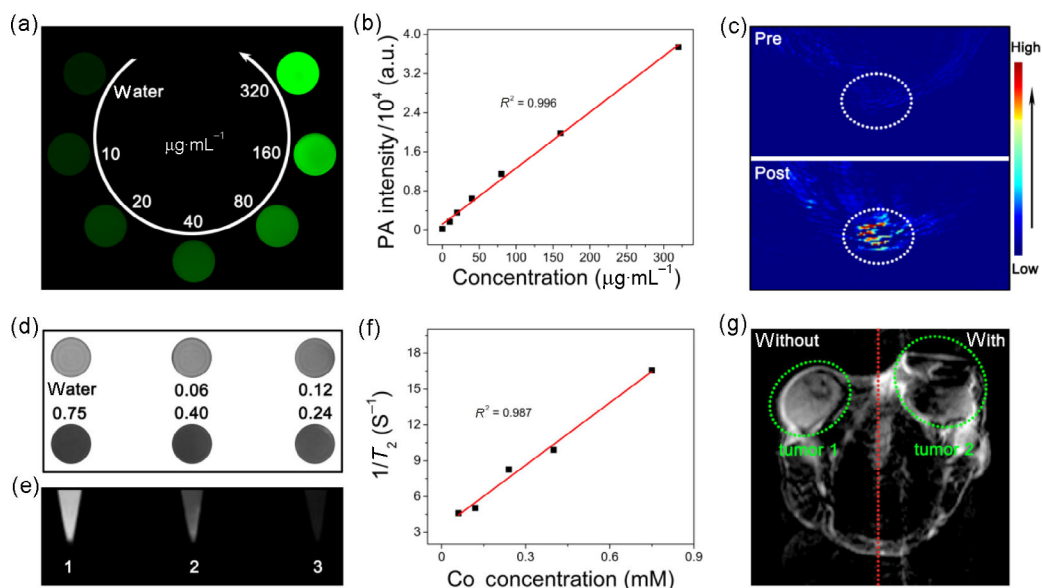 (a)
Water
10
20
40
80
160
320
μg·mL⁻¹
(b)
PA intensity/10⁴ (a.u.)
4.0
3.2
2.4
1.6
0.8
0
R² = 0.996
0 50 100 150 200 250 300
Concentration (μg·mL⁻¹)
(c)
Pre
Post
High
Low
(d)
Water 0.06 0.12
0.75 0.40 0.24
(e)
1 2 3
(f)
1/T₂ (S⁻¹)
18
15
12
9
6
3
R² = 0.987
0 0.3 0.6 0.9
Co concentration (mM)
(g)
Without With
tumor 1 tumor 2